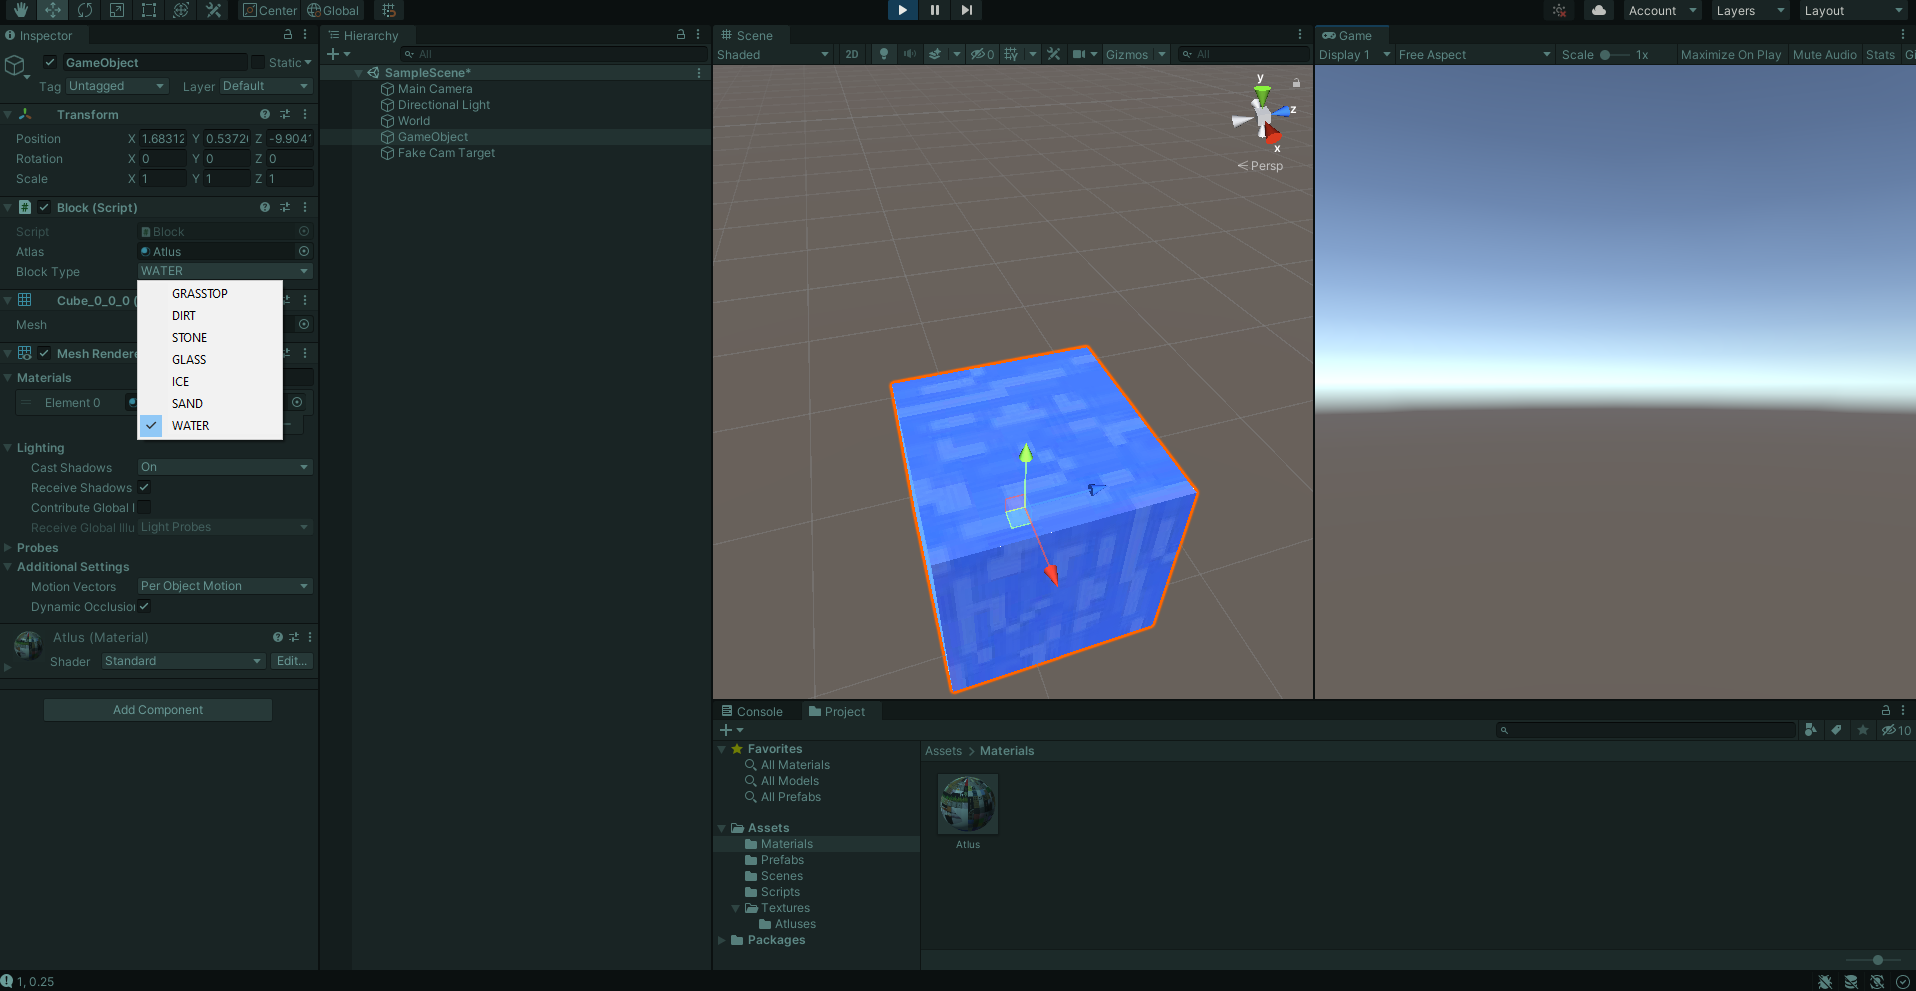 Center Global
Account Layers Layout
Inspector
GameObject Static
Tag Untagged Layer Default
Transform
Position X 1.68312 Y 0.5372 Z -9.904
Rotation X 0 Y 0 Z 0
Scale X 1 Y 1 Z 1
Block (Script)
Script Block
Atlas Atlus
Block Type WATER
GRASSTOP
DIRT
STONE
GLASS
ICE
SAND
WATER
Cube_0_0_0 (
Mesh
Mesh Rendere
Materials
Element 0
Lighting
Cast Shadows On
Receive Shadows
Contribute Global I
Receive Global Illu Light Probes
Probes
Additional Settings
Motion Vectors Per Object Motion
Dynamic Occlusion
Atlus (Material)
Shader Standard Edit...
Add Component
Hierarchy
All
SampleScene*
Main Camera
Directional Light
World
GameObject
Fake Cam Target
Scene
Shaded 2D 0 Gizmos All
y
z
x
Persp
Game
Display 1 Free Aspect Scale 1x Maximize On Play Mute Audio Stats Gi
Console Project
10
Favorites
All Materials
All Models
All Prefabs
Assets
Materials
Prefabs
Scenes
Scripts
Textures
Atluses
Packages
Assets > Materials
Atlus
1, 0.25